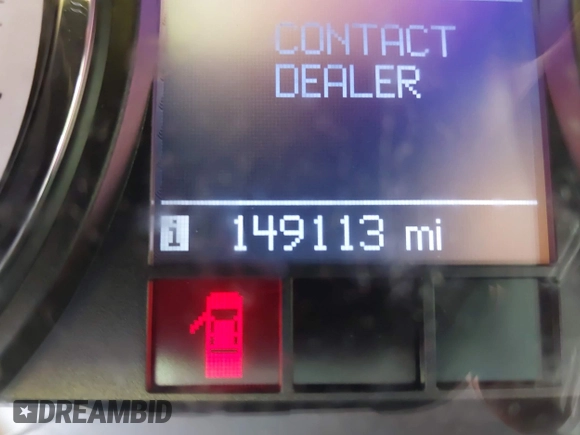 CONTACT
DEALER
i 149113 mi
DREAMBID